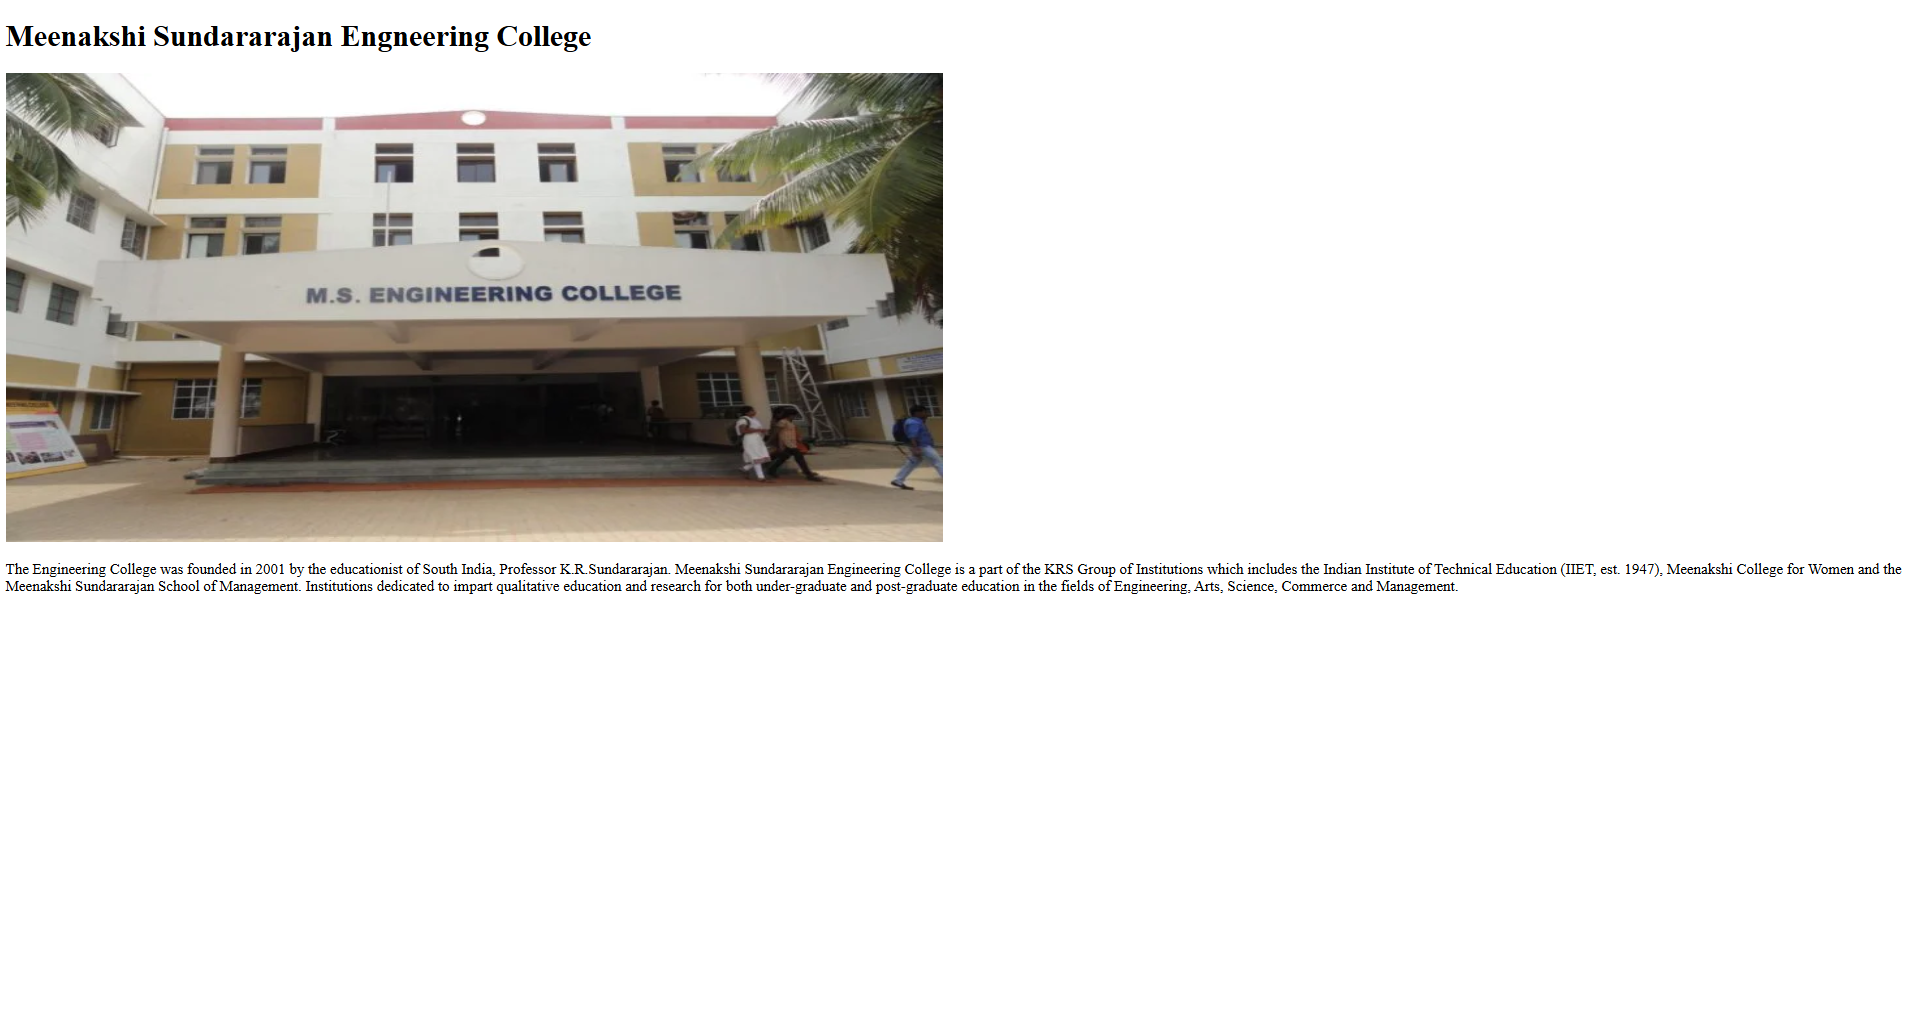 Meenakshi Sundararajan Engneering College
M.S. ENGINEERING COLLEGE
The Engineering College was founded in 2001 by the educationist of South India, Professor K.R.Sundararajan. Meenakshi Sundararajan Engineering College is a part of the KRS Group of Institutions which includes the Indian Institute of Technical Education (IIET, est. 1947), Meenakshi College for Women and the
Meenakshi Sundararajan School of Management. Institutions dedicated to impart qualitative education and research for both under-graduate and post-graduate education in the fields of Engineering, Arts, Science, Commerce and Management.